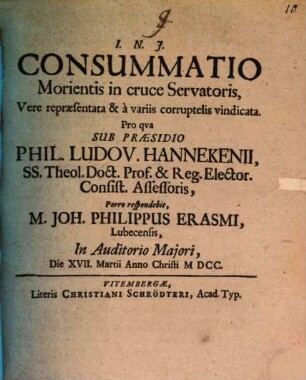 10
I. N. J.
CONSUMMATIO
Morientis in cruce Servatoris,
Vere repræsentata & à variis corruptelis vindicata.
Pro qva
SUB PRÆSIDIO
PHIL. LUDOV. HANNEKENII,
SS. Theol. Doct. Prof. & Reg. Elector.
Consist. Assessoris,
Porro respondebit,
M. JOH. PHILIPPUS ERASMI,
Lubecensis,
In Auditorio Majori,
Die XVII. Martii Anno Christi M DCC.
VITEMBERGÆ,
Literis CHRISTIANI SCHRÖDTERI, Acad. Typ.